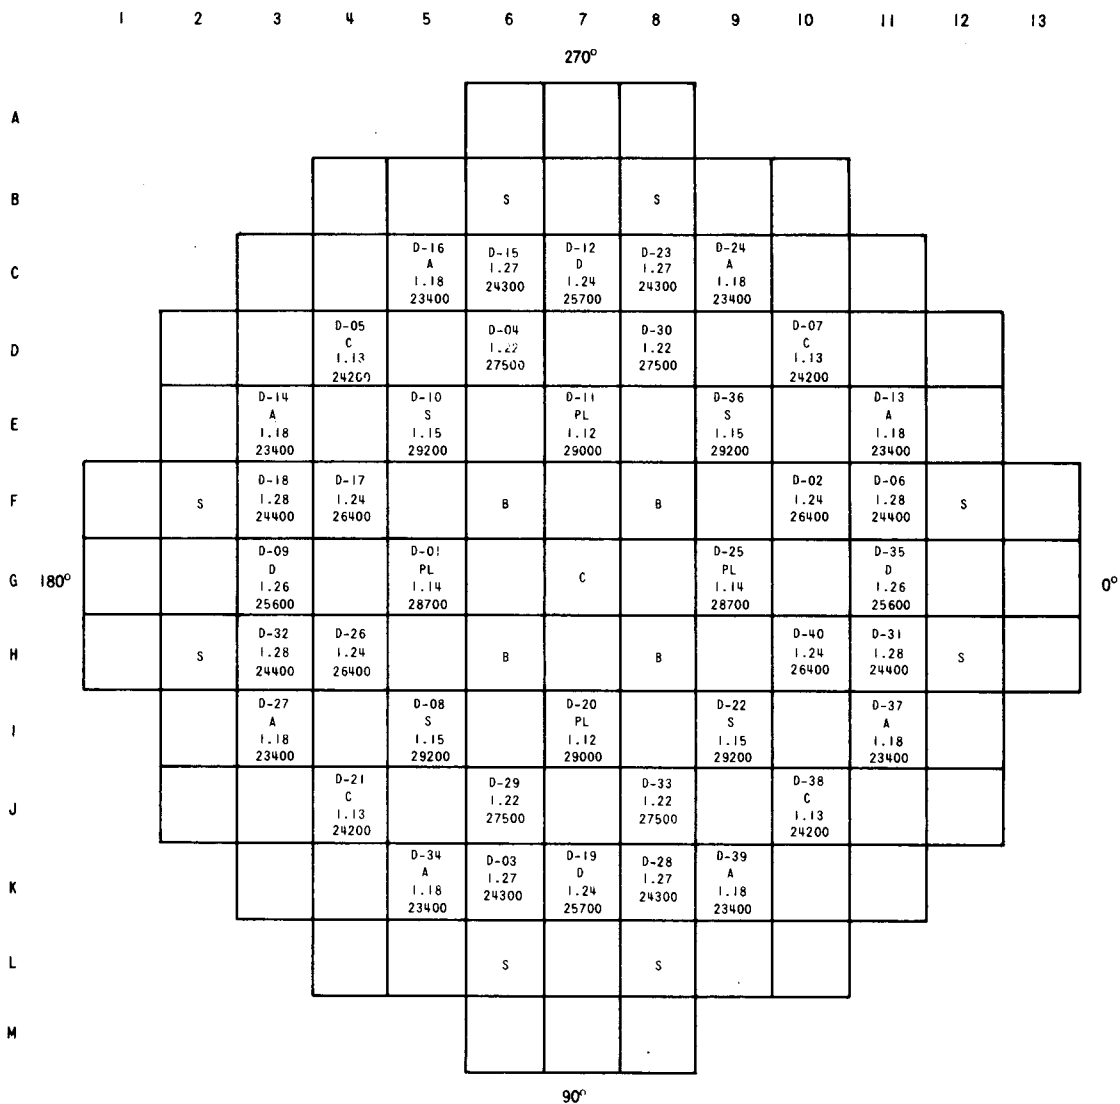 1 2 3 4 5 6 7 8 9 10 11 12 13
270°
A
B
S
S
C
D-16
A
1.18
23400
D-15
1.27
24300
D-12
D
1.24
25700
D-23
1.27
24300
D-24
A
1.18
23400
D
D-05
C
1.13
24200
D-04
1.22
27500
D-30
1.22
27500
D-07
C
1.13
24200
E
D-14
A
1.18
23400
D-10
S
1.15
29200
D-11
PL
1.12
29000
D-36
S
1.15
29200
D-13
A
1.18
23400
F
S
D-18
1.28
24400
D-17
1.24
26400
B
B
D-02
1.24
26400
D-06
1.28
24400
S
G
180°
D-09
D
1.26
25600
D-01
PL
1.14
28700
C
D-25
PL
1.14
28700
D-35
D
1.26
25600
0°
H
S
D-32
1.28
24400
D-26
1.24
26400
B
B
D-40
1.24
26400
D-31
1.28
24400
S
I
D-27
A
1.18
23400
D-08
S
1.15
29200
D-20
PL
1.12
29000
D-22
S
1.15
29200
D-37
A
1.18
23400
J
D-21
C
1.13
24200
D-29
1.22
27500
D-33
1.22
27500
D-38
C
1.13
24200
K
D-34
A
1.18
23400
D-03
1.27
24300
D-19
D
1.24
25700
D-28
1.27
24300
D-39
A
1.18
23400
L
S
S
M
90°